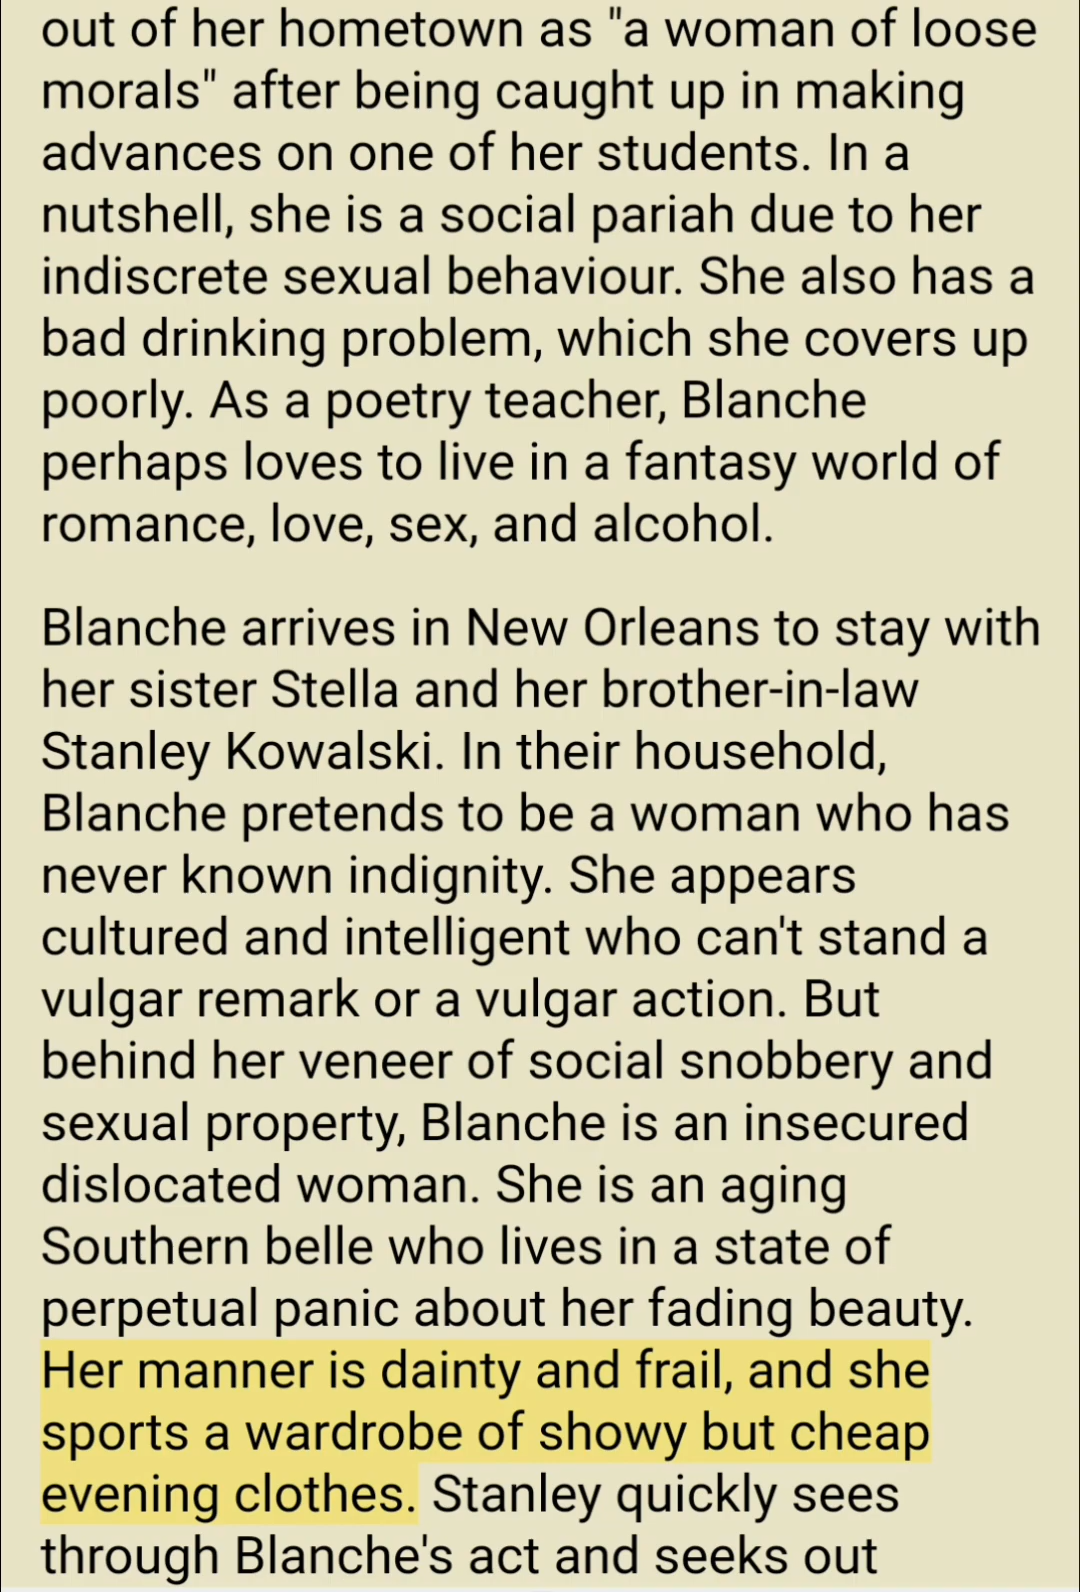 out of her hometown as "a woman of loose
morals" after being caught up in making
advances on one of her students. In a
nutshell, she is a social pariah due to her
indiscrete sexual behaviour. She also has a
bad drinking problem, which she covers up
poorly. As a poetry teacher, Blanche
perhaps loves to live in a fantasy world of
romance, love, sex, and alcohol.
Blanche arrives in New Orleans to stay with
her sister Stella and her brother-in-law
Stanley Kowalski. In their household,
Blanche pretends to be a woman who has
never known indignity. She appears
cultured and intelligent who can't stand a
vulgar remark or a vulgar action. But
behind her veneer of social snobbery and
sexual property, Blanche is an insecured
dislocated woman. She is an aging
Southern belle who lives in a state of
perpetual panic about her fading beauty.
Her manner is dainty and frail, and she
sports a wardrobe of showy but cheap
evening clothes. Stanley quickly sees
through Blanche's act and seeks out